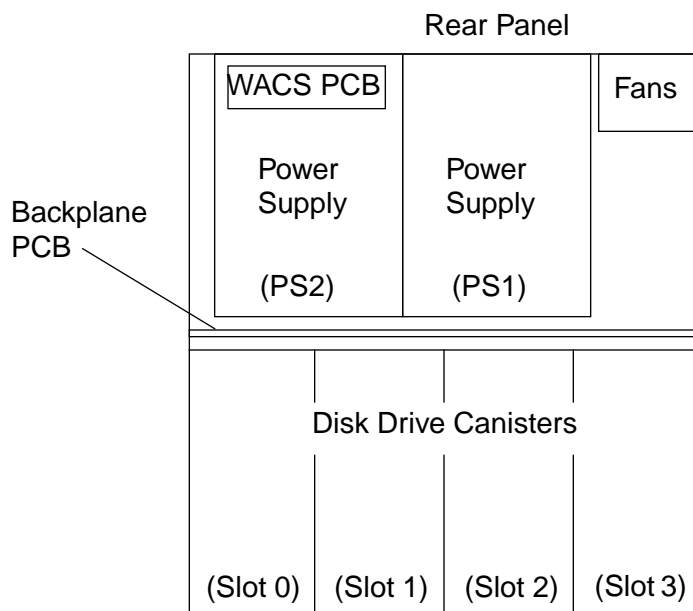 Rear Panel
WACS PCB
Fans
Power
Supply
Power
Supply
Backplane
PCB
(PS2)
(PS1)
Disk Drive Canisters
(Slot 0)
(Slot 1)
(Slot 2)
(Slot 3)